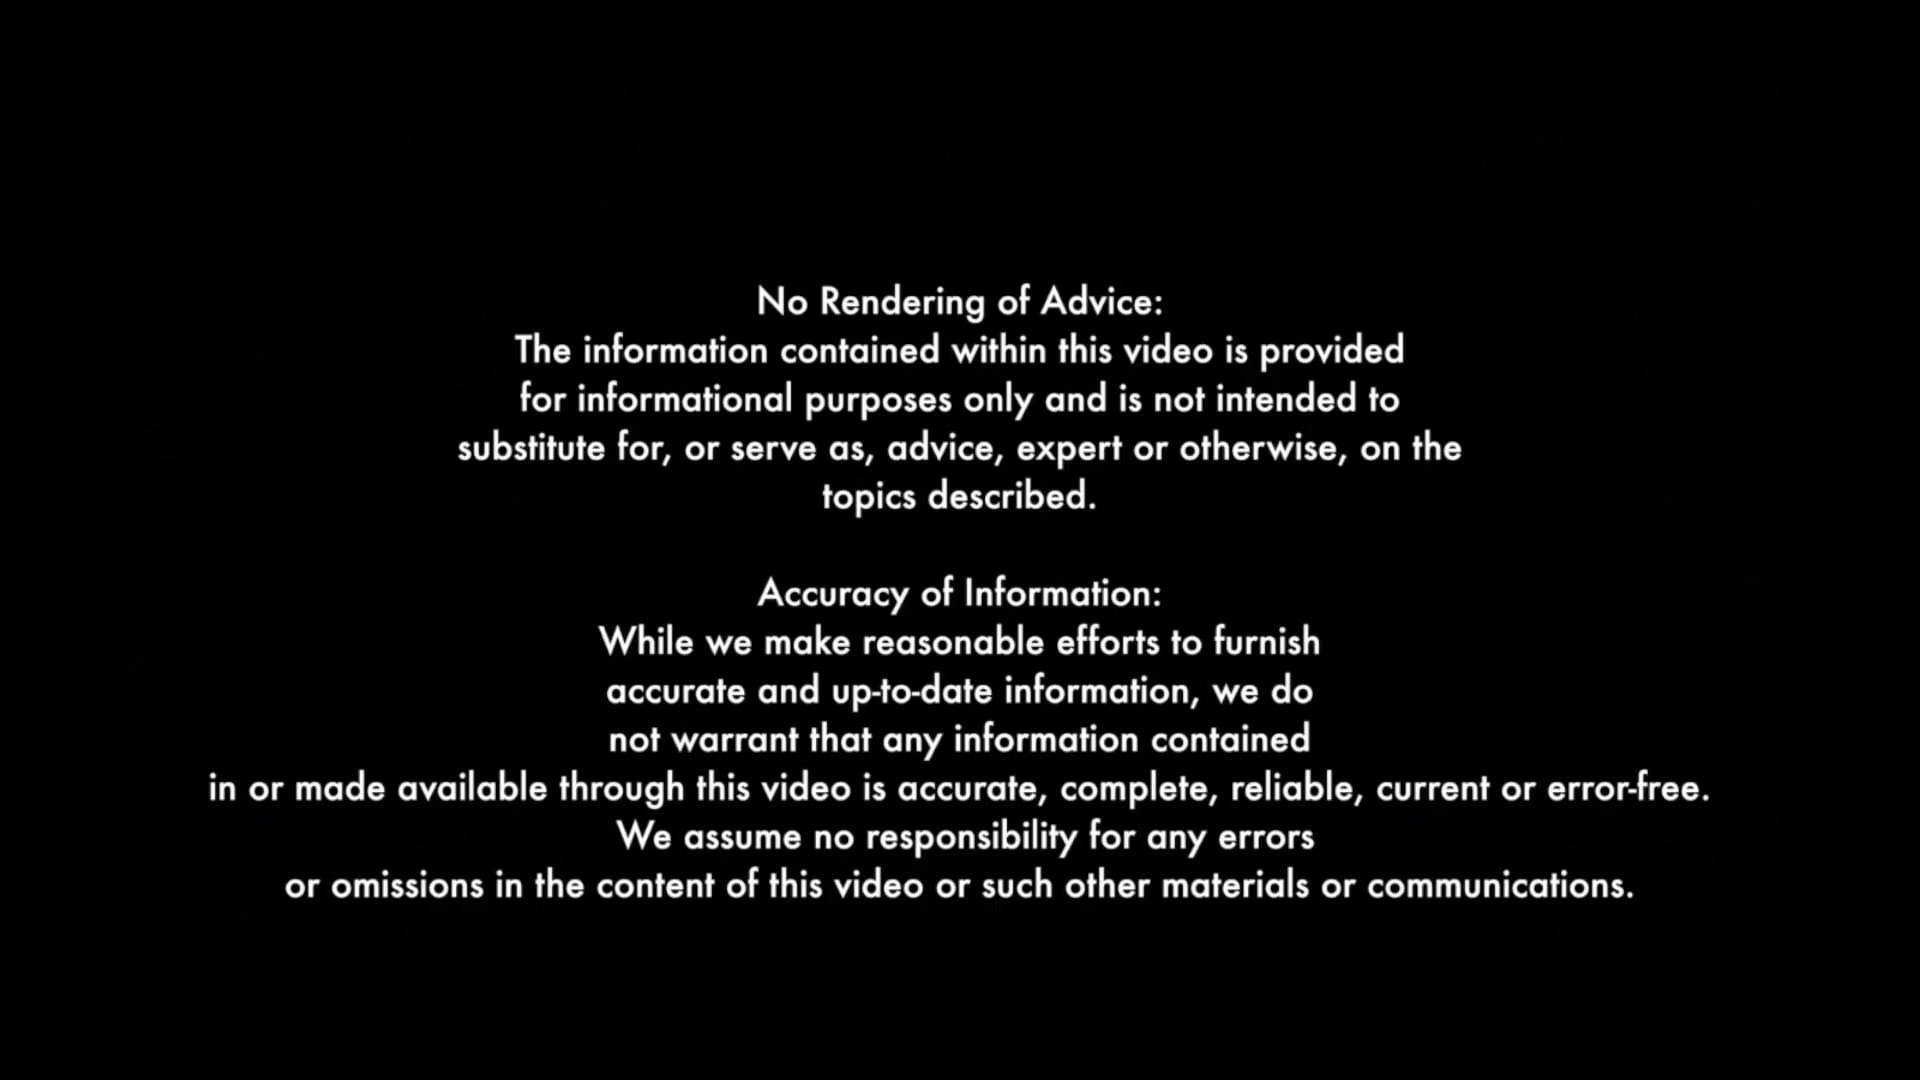 No Rendering of Advice:
The information contained within this video is provided
for informational purposes only and is not intended to
substitute for, or serve as, advice, expert or otherwise, on the
topics described.
Accuracy of Information:
While we make reasonable efforts to furnish
accurate and up-to-date information, we do
not warrant that any information contained
in or made available through this video is accurate, complete, reliable, current or error-free.
We assume no responsibility for any errors
or omissions in the content of this video or such other materials or communications.